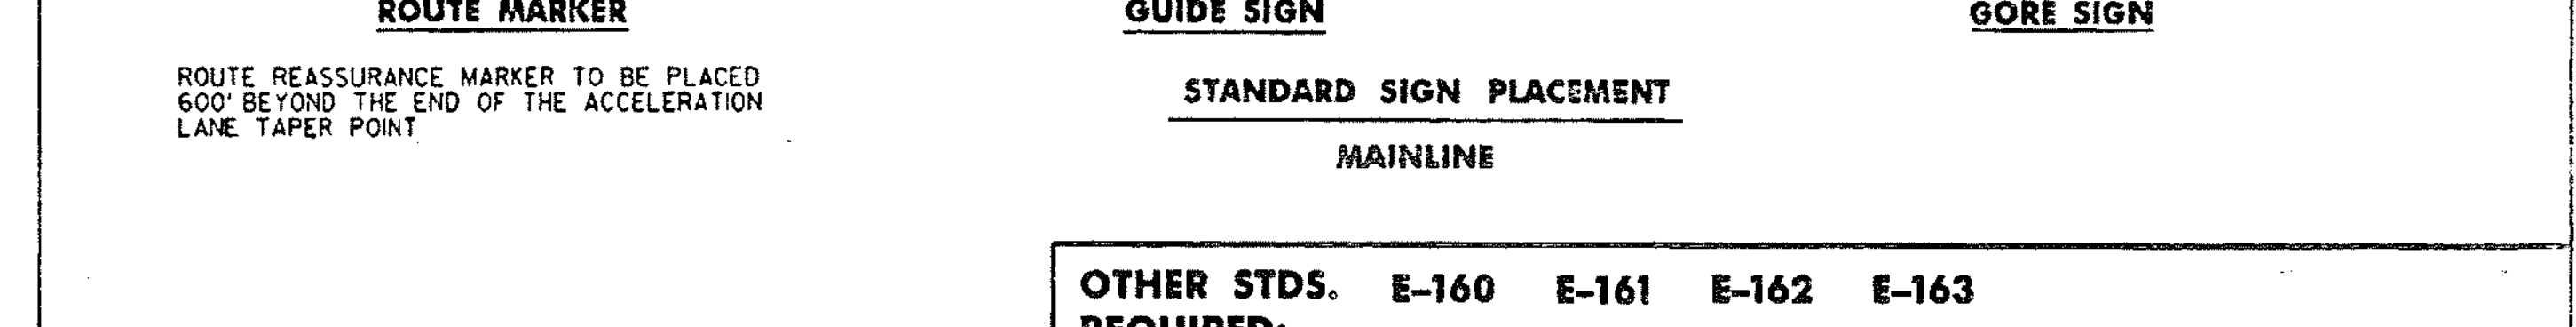 ROUTE MARKER
GUIDE SIGN
GORE SIGN
ROUTE REASSURANCE MARKER TO BE PLACED
600' BEYOND THE END OF THE ACCELERATION
LANE TAPER POINT
STANDARD SIGN PLACEMENT
MAINLINE
OTHER STDS. E-160 E-161 E-162 E-163
REQUIRED: